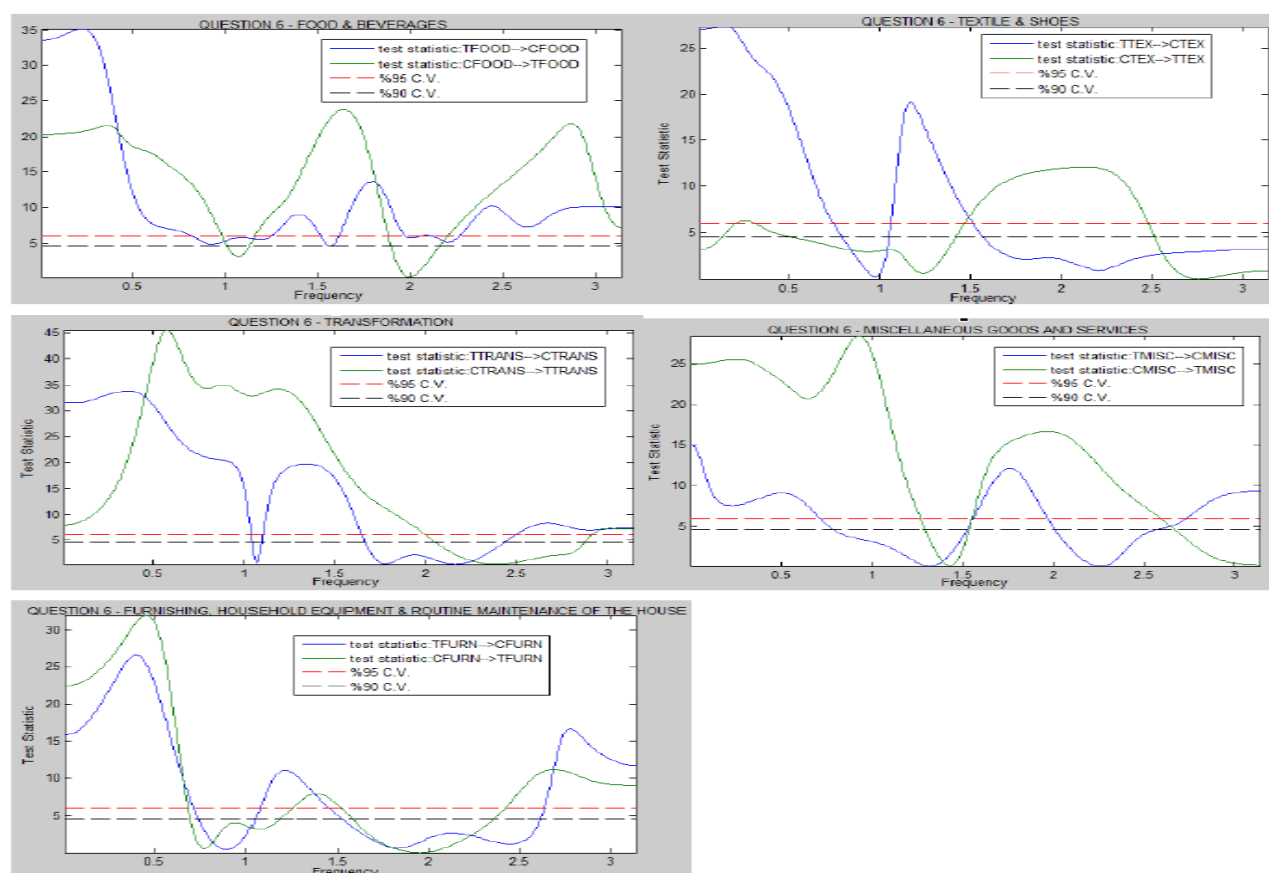 QUESTION 6 - FOOD & BEVERAGES
35
30
25
20
15
10
5
test statistic:TFOOD-->CFOOD
test statistic:CFOOD-->TFOOD
%95 C.V.
%90 C.V.
0.5
1
1.5
2
2.5
3
Frequency
QUESTION 6 - TEXTILE & SHOES
25
20
15
10
5
Test Statistic
test statistic:TTEX-->CTEX
test statistic:CTEX-->TTEX
%95 C.V.
%90 C.V.
0.5
1
1.5
2
2.5
3
Frequency
QUESTION 6 - TRANSFORMATION
45
40
35
30
25
20
15
10
5
Test Statistic
test statistic:TTRANS-->CTRANS
test statistic:CTRANS-->TTRANS
%95 C.V.
%90 C.V.
0.5
1
1.5
2
2.5
3
Frequency
QUESTION 6 - MISCELLANEOUS GOODS AND SERVICES
25
20
15
10
5
Test Statistic
test statistic:TMISC-->CMISC
test statistic:CMISC-->TMISC
%95 C.V.
%90 C.V.
0.5
1
1.5
2
2.5
3
Frequency
QUESTION 6 - FURNISHING, HOUSEHOLD EQUIPMENT & ROUTINE MAINTENANCE OF THE HOUSE
30
25
20
15
10
5
Test Statistic
test statistic:TFURN-->CFURN
test statistic:CFURN-->TFURN
%95 C.V.
%90 C.V.
0.5
1
1.5
2
2.5
3
Frequency